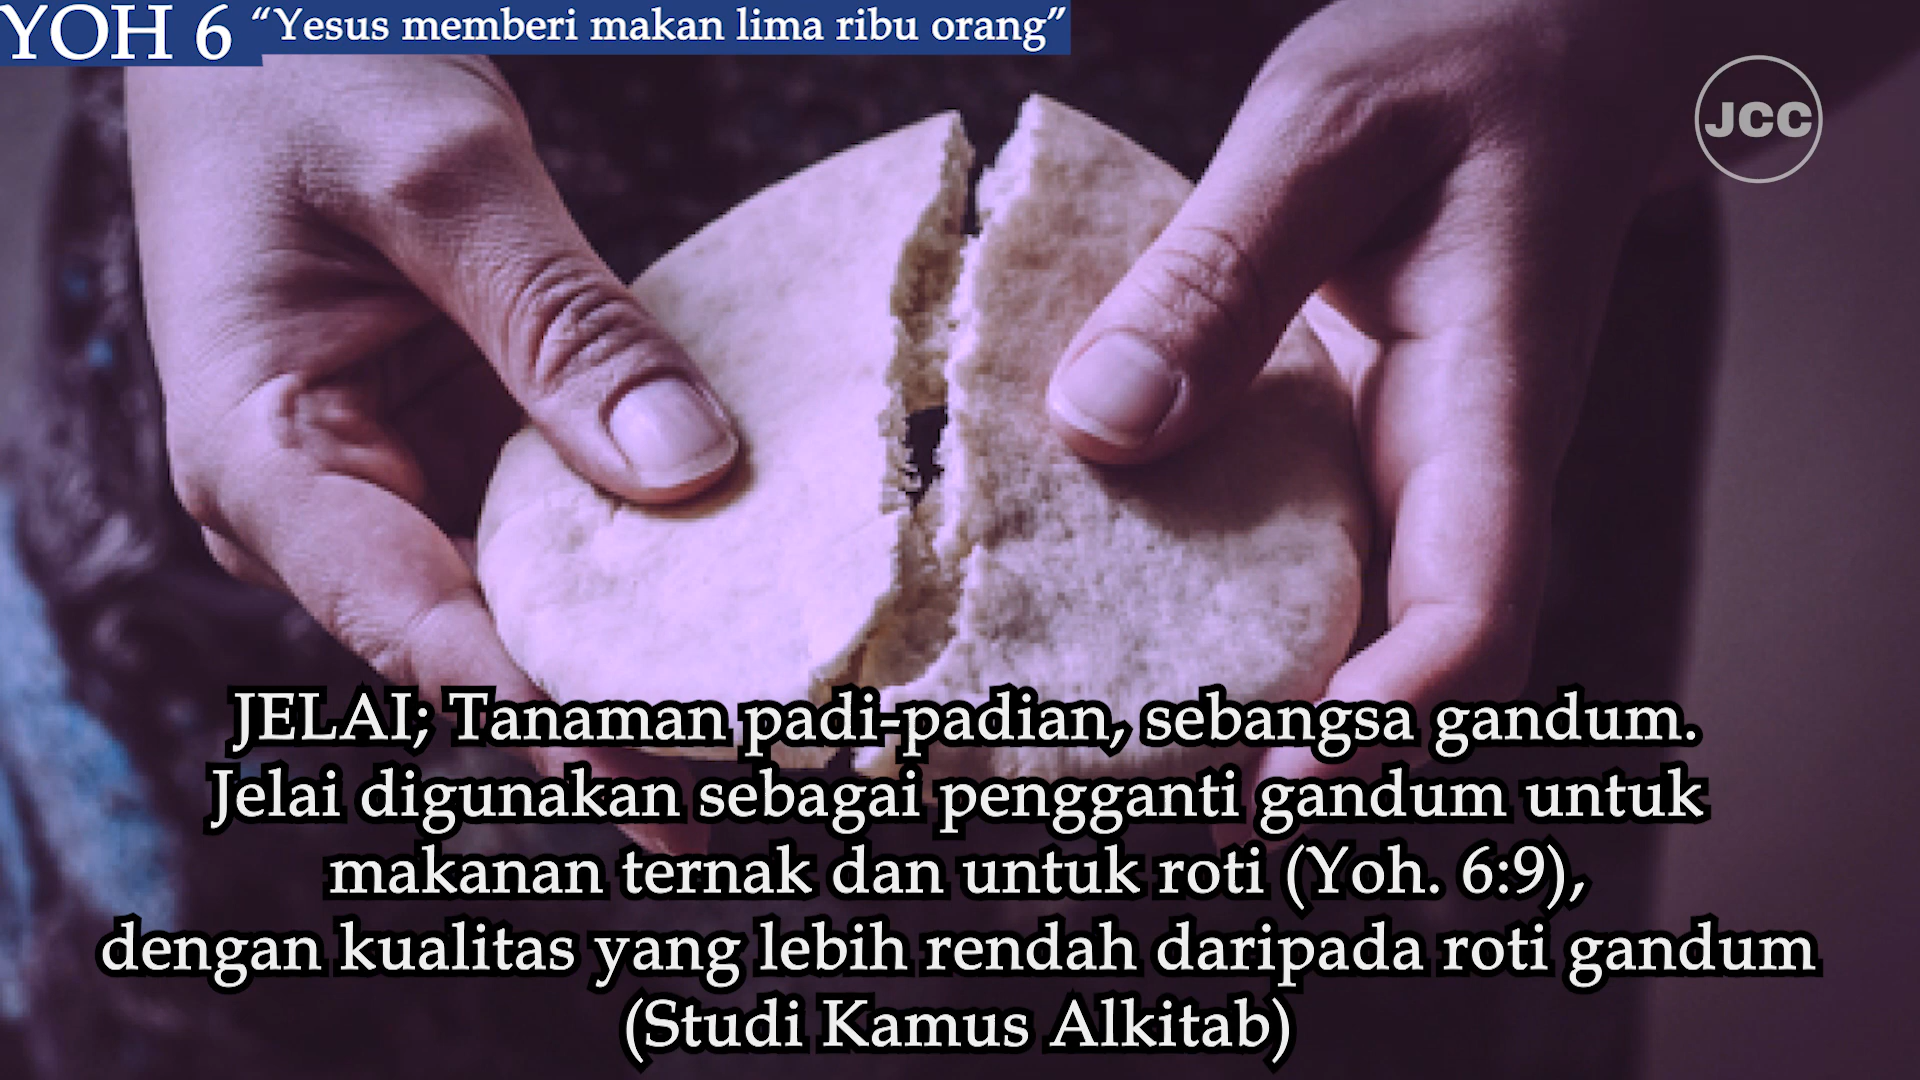 YOH 6 “Yesus memberi makan lima ribu orang”
JCC
JELAI; Tanaman padi-padian, sebangsa gandum.
Jelai digunakan sebagai pengganti gandum untuk
makanan ternak dan untuk roti (Yoh. 6:9),
dengan kualitas yang lebih rendah daripada roti gandum
(Studi Kamus Alkitab)